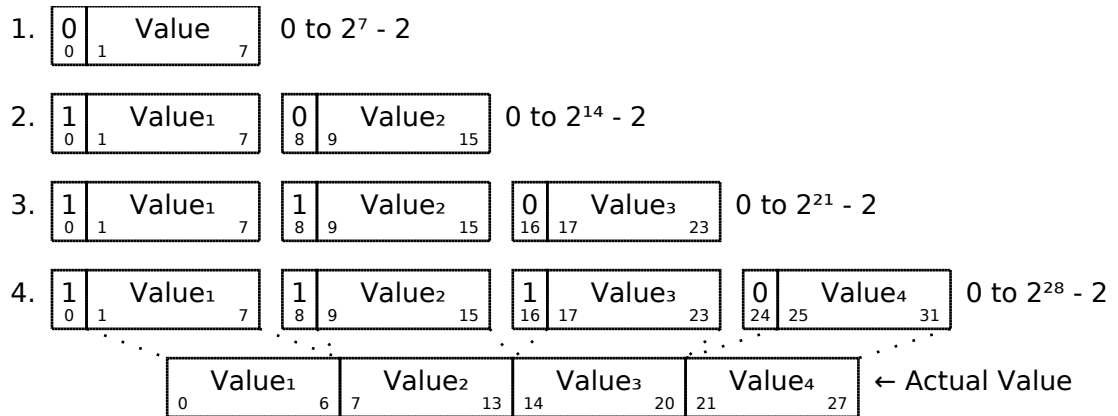 1. 0 Value 0 to 2⁷ - 2
0 1 7
2. 1 Value₁ 0 Value₂ 0 to 2¹⁴ - 2
0 1 7 8 9 15
3. 1 Value₁ 1 Value₂ 0 Value₃ 0 to 2²¹ - 2
0 1 7 8 9 15 16 17 23
4. 1 Value₁ 1 Value₂ 1 Value₃ 0 Value₄ 0 to 2²⁸ - 2
0 1 7 8 9 15 16 17 23 24 25 31
Value₁ Value₂ Value₃ Value₄ ← Actual Value
0 6 7 13 14 20 21 27